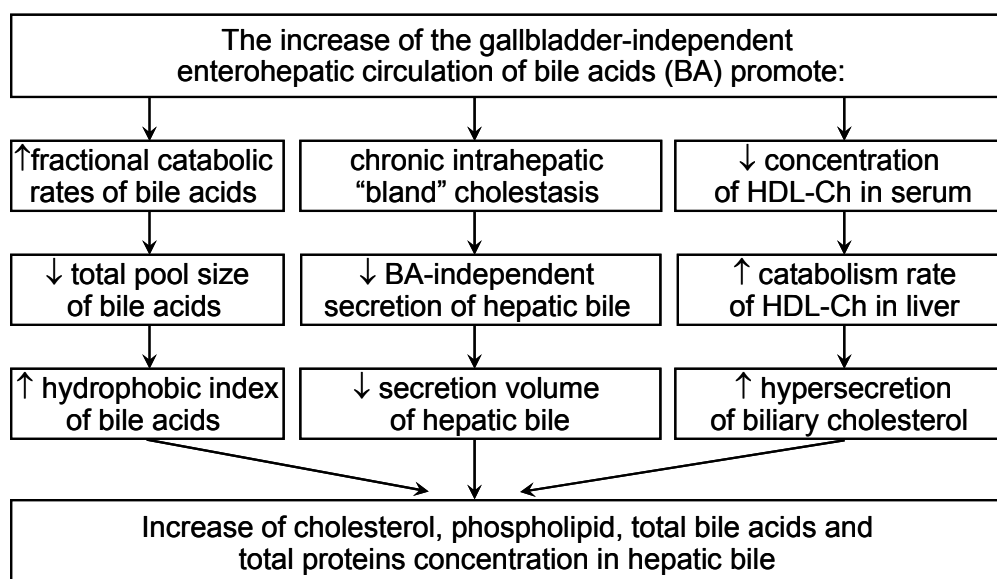 The increase of the gallbladder-independent
enterohepatic circulation of bile acids (BA) promote:
↑fractional catabolic
rates of bile acids
chronic intrahepatic
“bland” cholestasis
↓ concentration
of HDL-Ch in serum
↓ total pool size
of bile acids
↓ BA-independent
secretion of hepatic bile
↑ catabolism rate
of HDL-Ch in liver
↑ hydrophobic index
of bile acids
↓ secretion volume
of hepatic bile
↑ hypersecretion
of biliary cholesterol
Increase of cholesterol, phospholipid, total bile acids and
total proteins concentration in hepatic bile